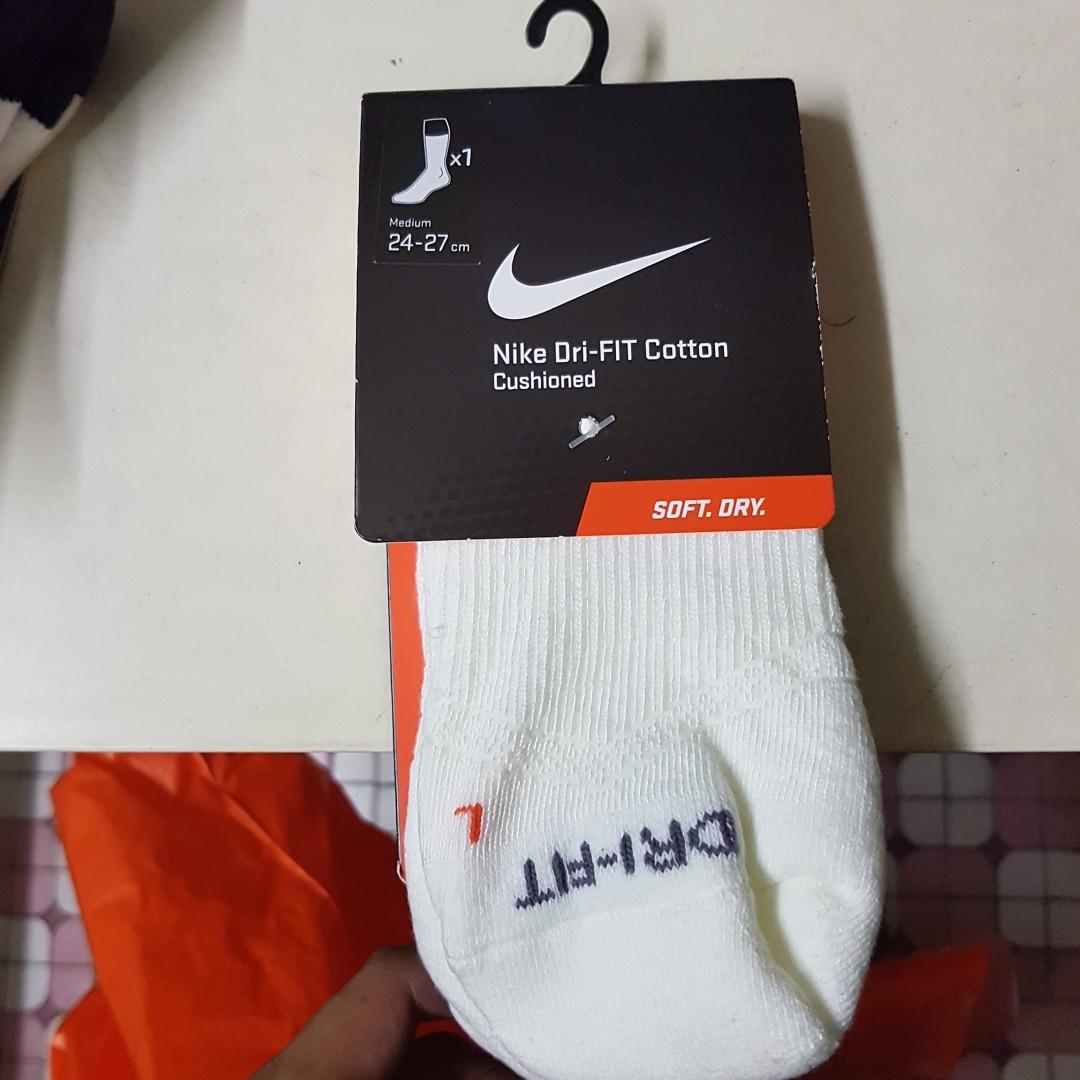 x1
Medium
24-27 cm
Nike Dri-FIT Cotton
Cushioned
SOFT. DRY.
L
DRI-FIT